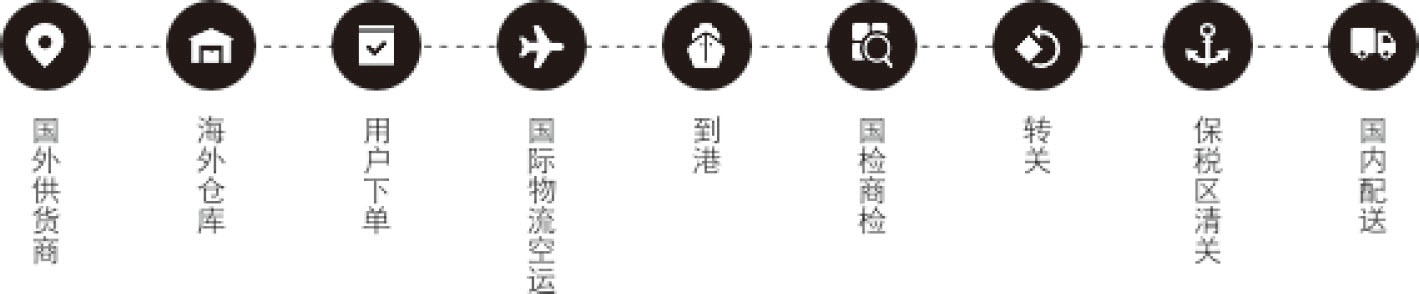 国外供货商
海外仓库
用户下单
国际物流空运
到港
国检商检
转关
保税区清关
国内配送